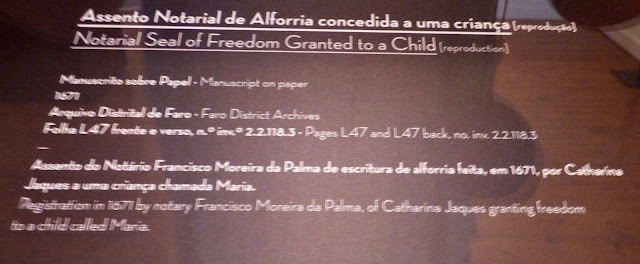 Assento Notarial de Alforria concedida a uma criança [reprodução]
Notarial Seal of Freedom Granted to a Child [reproduction]
Manuscrito sobre Papel - Manuscript on paper
1671
Arquivo Distrital de Faro - Faro District Archives
Folha L47 frente e verso, n.º inv.º 2.2.118.3 - Pages L47 and L47 back, no. inv. 2.2.118.3
—
Assento do Notário Francisco Moreira da Palma de escritura de alforria feita, em 1671, por Catharina
Jaques a uma criança chamada Maria.
Registration in 1671 by notary Francisco Moreira da Palma, of Catharina Jaques granting freedom
to a child called Maria.